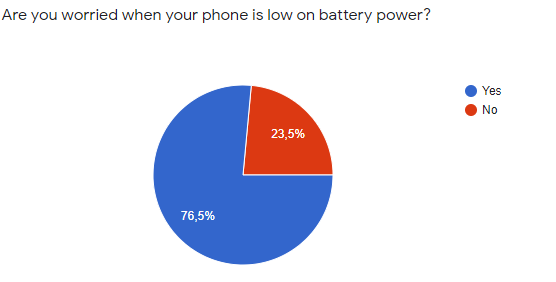 Are you worried when your phone is low on battery power?
Yes
No
23,5%
76,5%